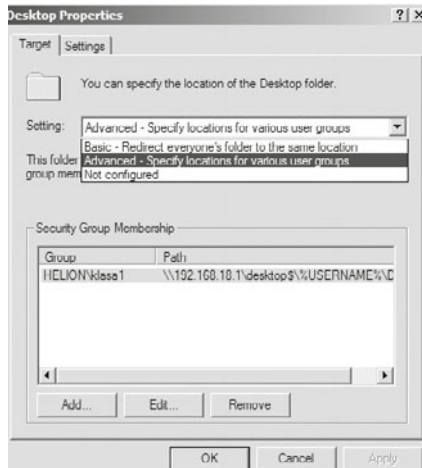 Desktop Properties
Target Settings
You can specify the location of the Desktop folder.
Setting: Advanced - Specify locations for various user groups
Basic - Redirect everyone's folder to the same location
This folder Advanced - Specify locations for various user groups
group mem Not configured
Security Group Membership
Group Path
HELION\klasa1 \\192.168.18.1\desktop$\%USERNAME%\D
Add... Edit... Remove
OK Cancel Apply